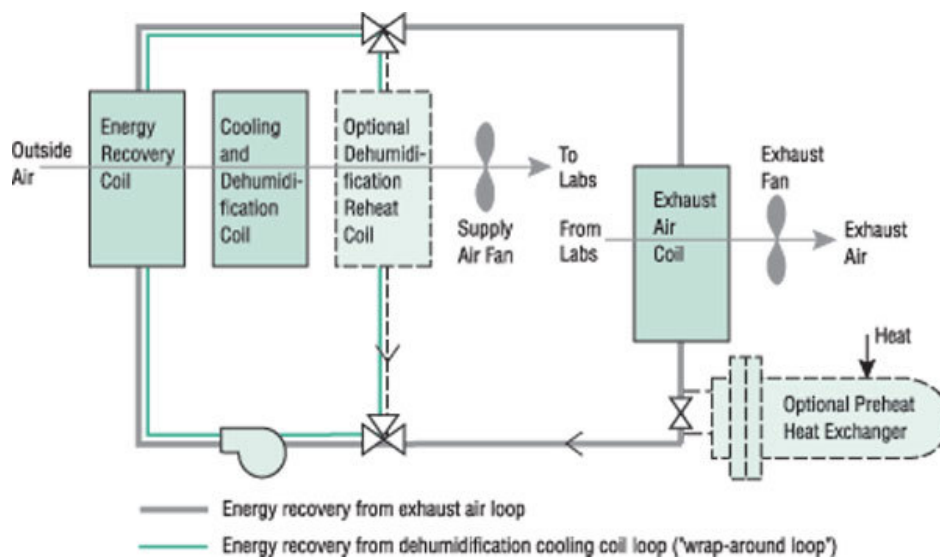 Outside
Air
Energy
Recovery
Coil
Cooling
and
Dehumidi-
fication
Coil
Optional
Dehumidi-
fication
Reheat
Coil
Supply
Air Fan
To
Labs
From
Labs
Exhaust
Air
Coil
Exhaust
Fan
Exhaust
Air
Heat
Optional Preheat
Heat Exchanger
Energy recovery from exhaust air loop
Energy recovery from dehumidification cooling coil loop ("wrap-around loop")